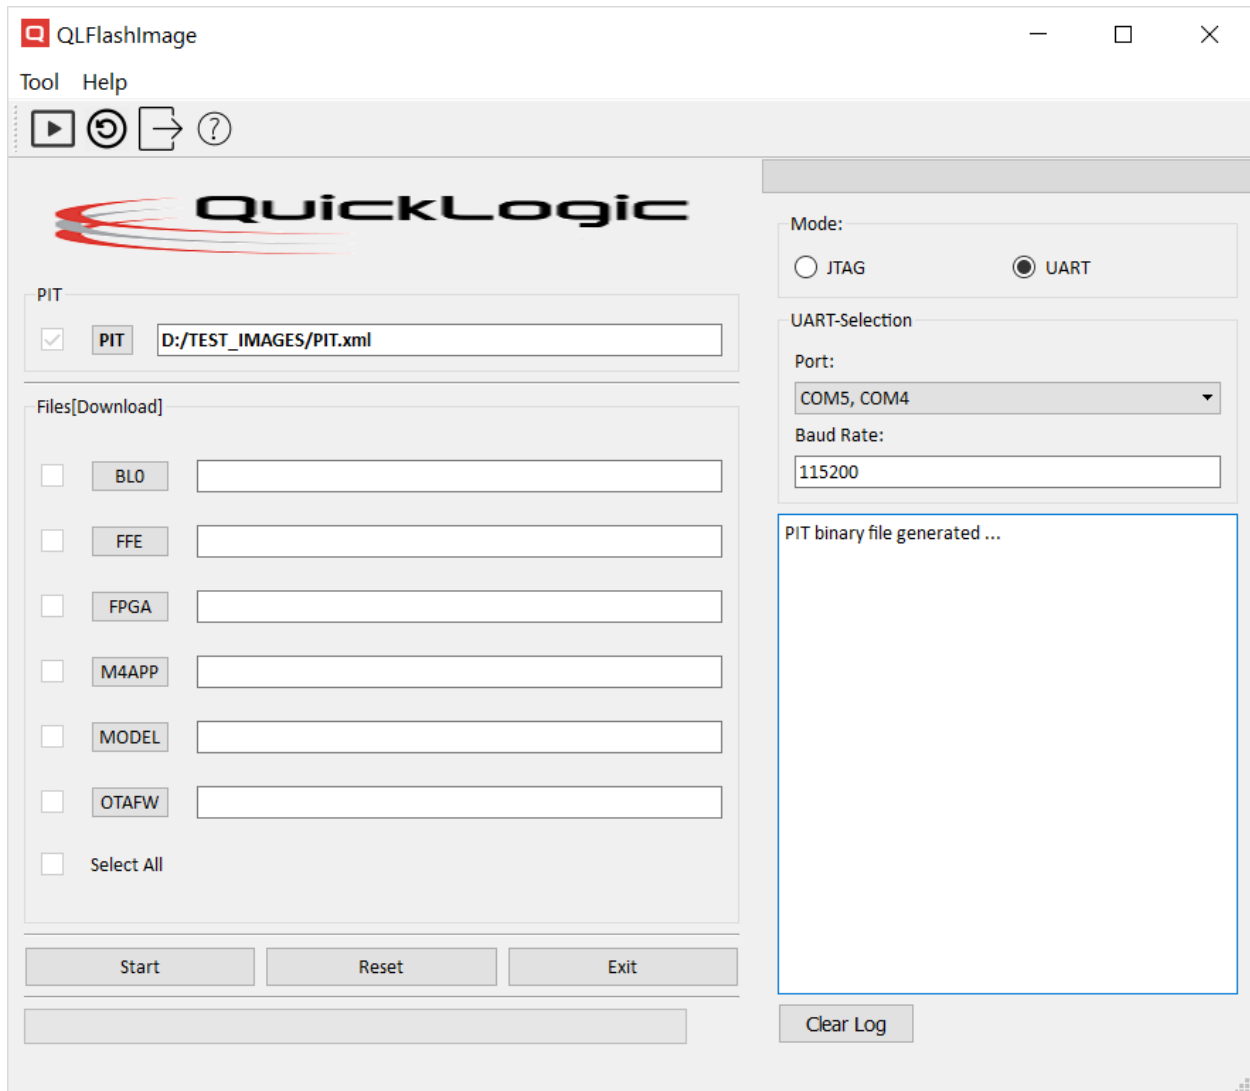 QLFlashImage
Tool Help
QuickLogic
PIT
PIT D:/TEST_IMAGES/PIT.xml
Files[Download]
BL0
FFE
FPGA
M4APP
MODEL
OTAFW
Select All
Start Reset Exit
Mode:
JTAG UART
UART-Selection
Port:
COM5, COM4
Baud Rate:
115200
PIT binary file generated ...
Clear Log